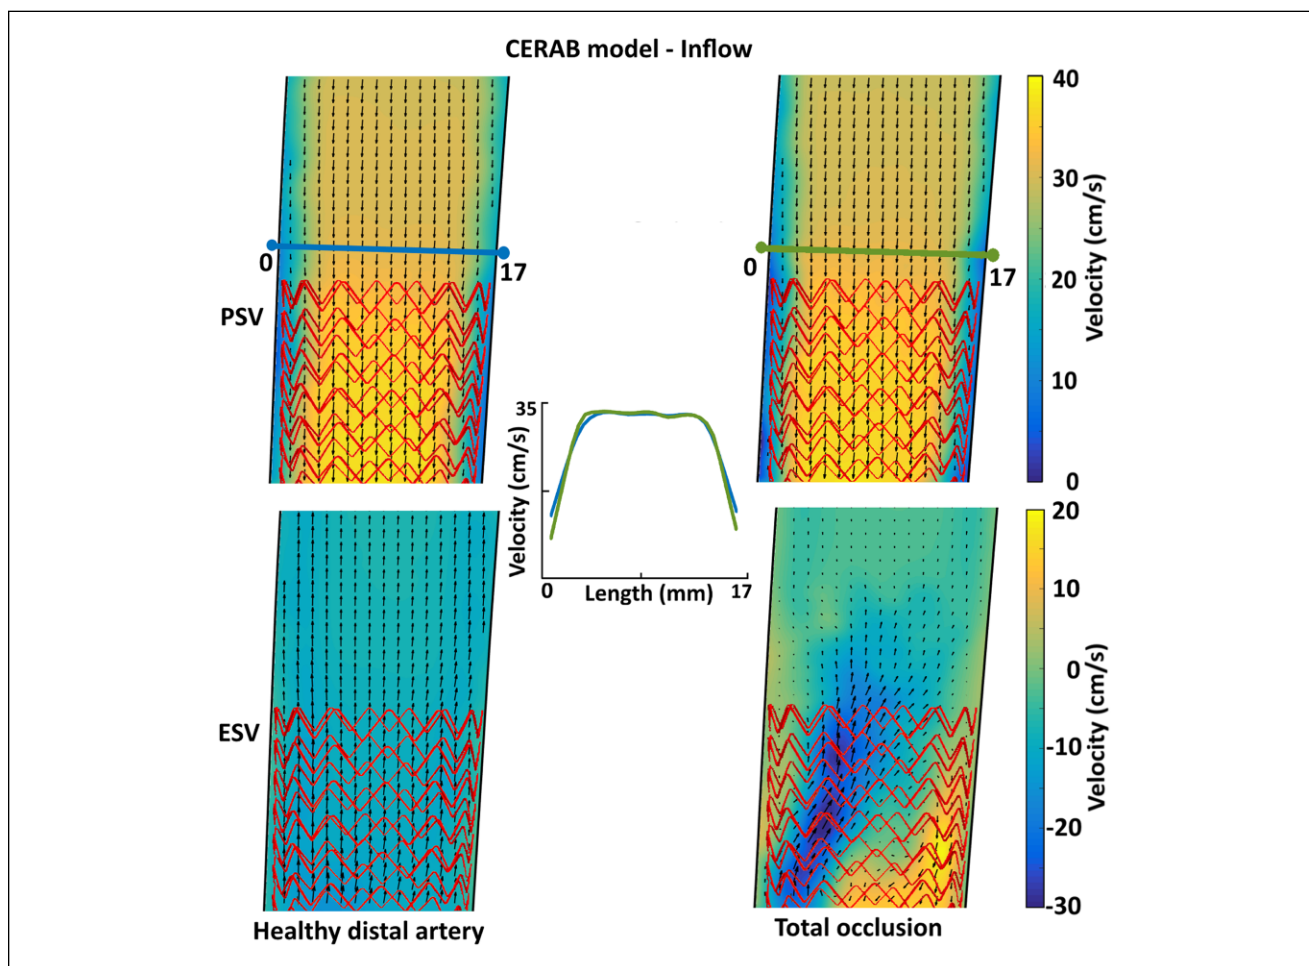 CERAB model - Inflow
PSV
0
17
0
17
40
30
20
10
0
Velocity (cm/s)
35
Velocity (cm/s)
0
Length (mm)
17
ESV
20
10
0
-10
-20
-30
Velocity (cm/s)
Healthy distal artery
Total occlusion